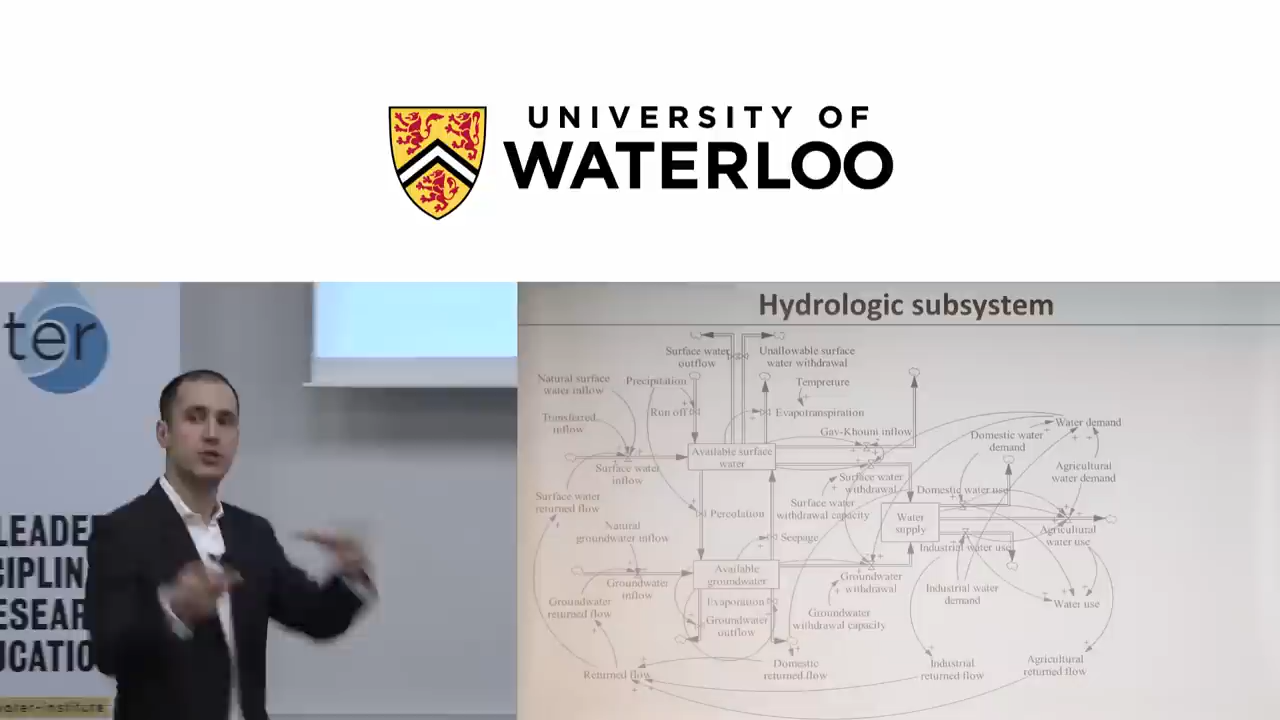 UNIVERSITY OF
WATERLOO
ter
LEADE
CIPLIN
ESEAR
UCATIO
water-institute
Hydrologic subsystem
Surface water
outflow
Unallowable surface
water withdrawal
Natural surface
water inflow
Precipitation
Tempreture
Transferred
inflow
Run off
Evapotranspiration
Gav-Khouni inflow
Water demand
Domestic water
demand
Available surface
water
Surface water
inflow
Agricultural
water demand
Surface water
withdrawal
Surface water
returned flow
Surface water
withdrawal capacity
Domestic water use
Percolation
Water
supply
Natural
groundwater inflow
Seepage
Agricultural
water use
Industrial water use
Available
groundwater
Groundwater
inflow
Groundwater
withdrawal
Industrial water
demand
Groundwater
returned flow
Evaporation
Water use
Groundwater
outflow
Groundwater
withdrawal capacity
Returned flow
Domestic
returned flow
Industrial
returned flow
Agricultural
returned flow